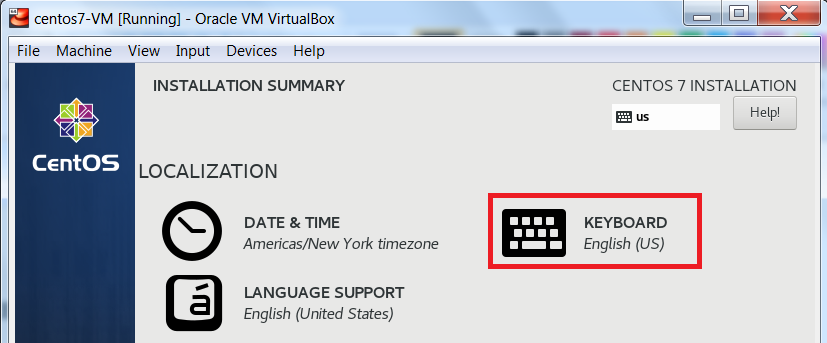 centos7-VM [Running] - Oracle VM VirtualBox
File Machine View Input Devices Help
INSTALLATION SUMMARY
CENTOS 7 INSTALLATION
us
Help!
CentOS
LOCALIZATION
DATE & TIME
Americas/New York timezone
KEYBOARD
English (US)
á
LANGUAGE SUPPORT
English (United States)